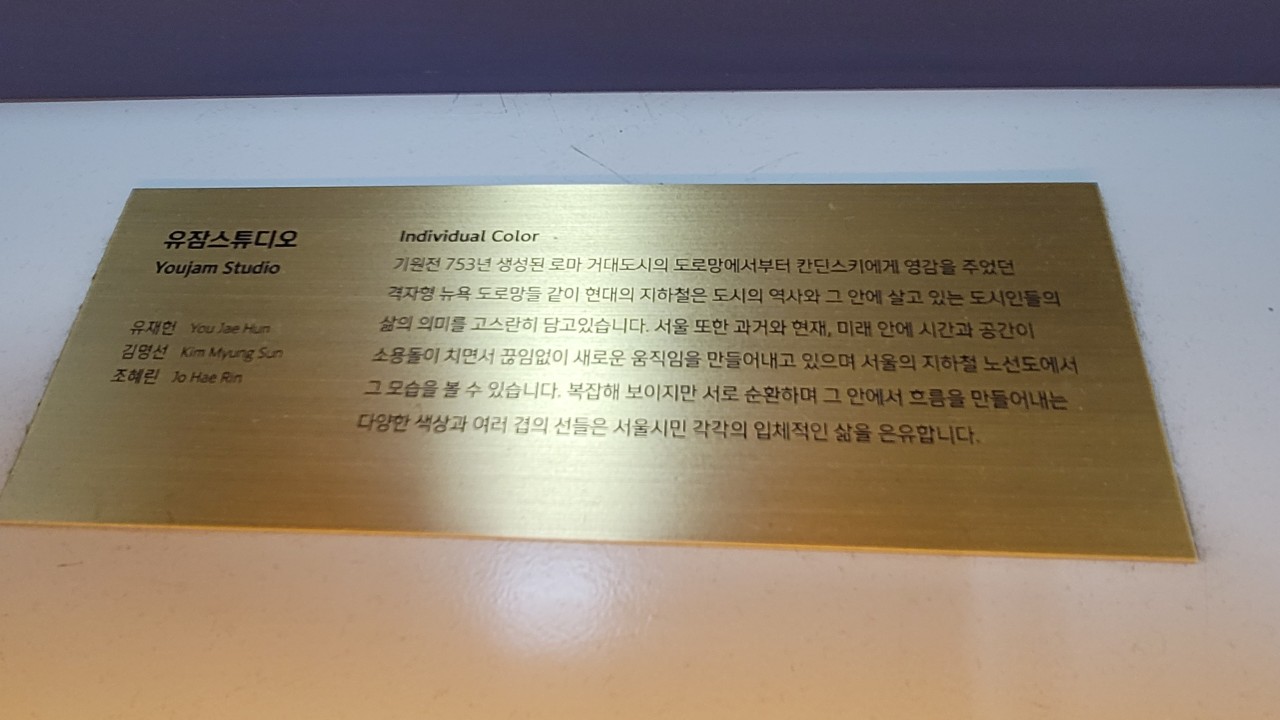 유잠스튜디오
Youjam Studio
유재헌 You Jae Hun
김명선 Kim Myung Sun
조혜린 Jo Hae Rin
Individual Color
기원전 753년 생성된 로마 거대도시의 도로망에서부터 칸딘스키에게 영감을 주었던
격자형 뉴욕 도로망들 같이 현대의 지하철은 도시의 역사와 그 안에 살고 있는 도시인들의
삶의 의미를 고스란히 담고있습니다. 서울 또한 과거와 현재, 미래 안에 시간과 공간이
소용돌이 치면서 끊임없이 새로운 움직임을 만들어내고 있으며 서울의 지하철 노선도에서
그 모습을 볼 수 있습니다. 복잡해 보이지만 서로 순환하며 그 안에서 흐름을 만들어내는
다양한 색상과 여러 겹의 선들은 서울시민 각각의 입체적인 삶을 은유합니다.